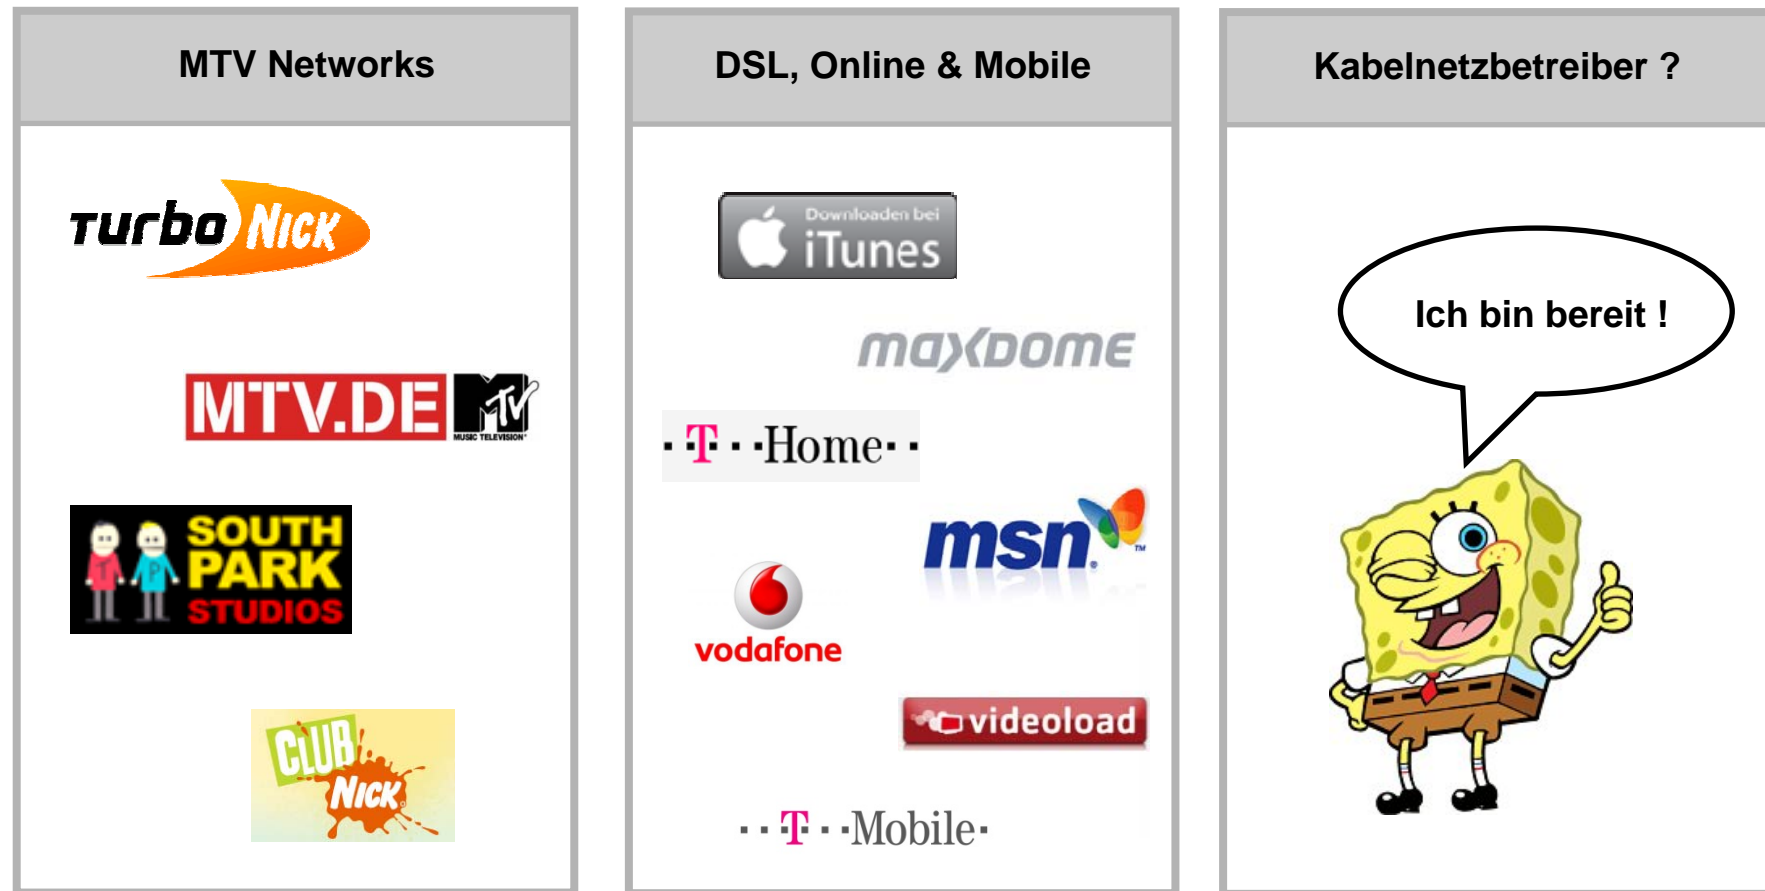 MTV Networks
Turbo Nick
MTV.DE MTV
MUSIC TELEVISION®
T P
SOUTH
PARK
STUDIOS
CLUB
NICK
DSL, Online & Mobile
Downloaden bei
iTunes
maxdome
· T · · Home · ·
msn ™
vodafone
videoload
· · T · · Mobile ·
Kabelnetzbetreiber ?
Ich bin bereit !